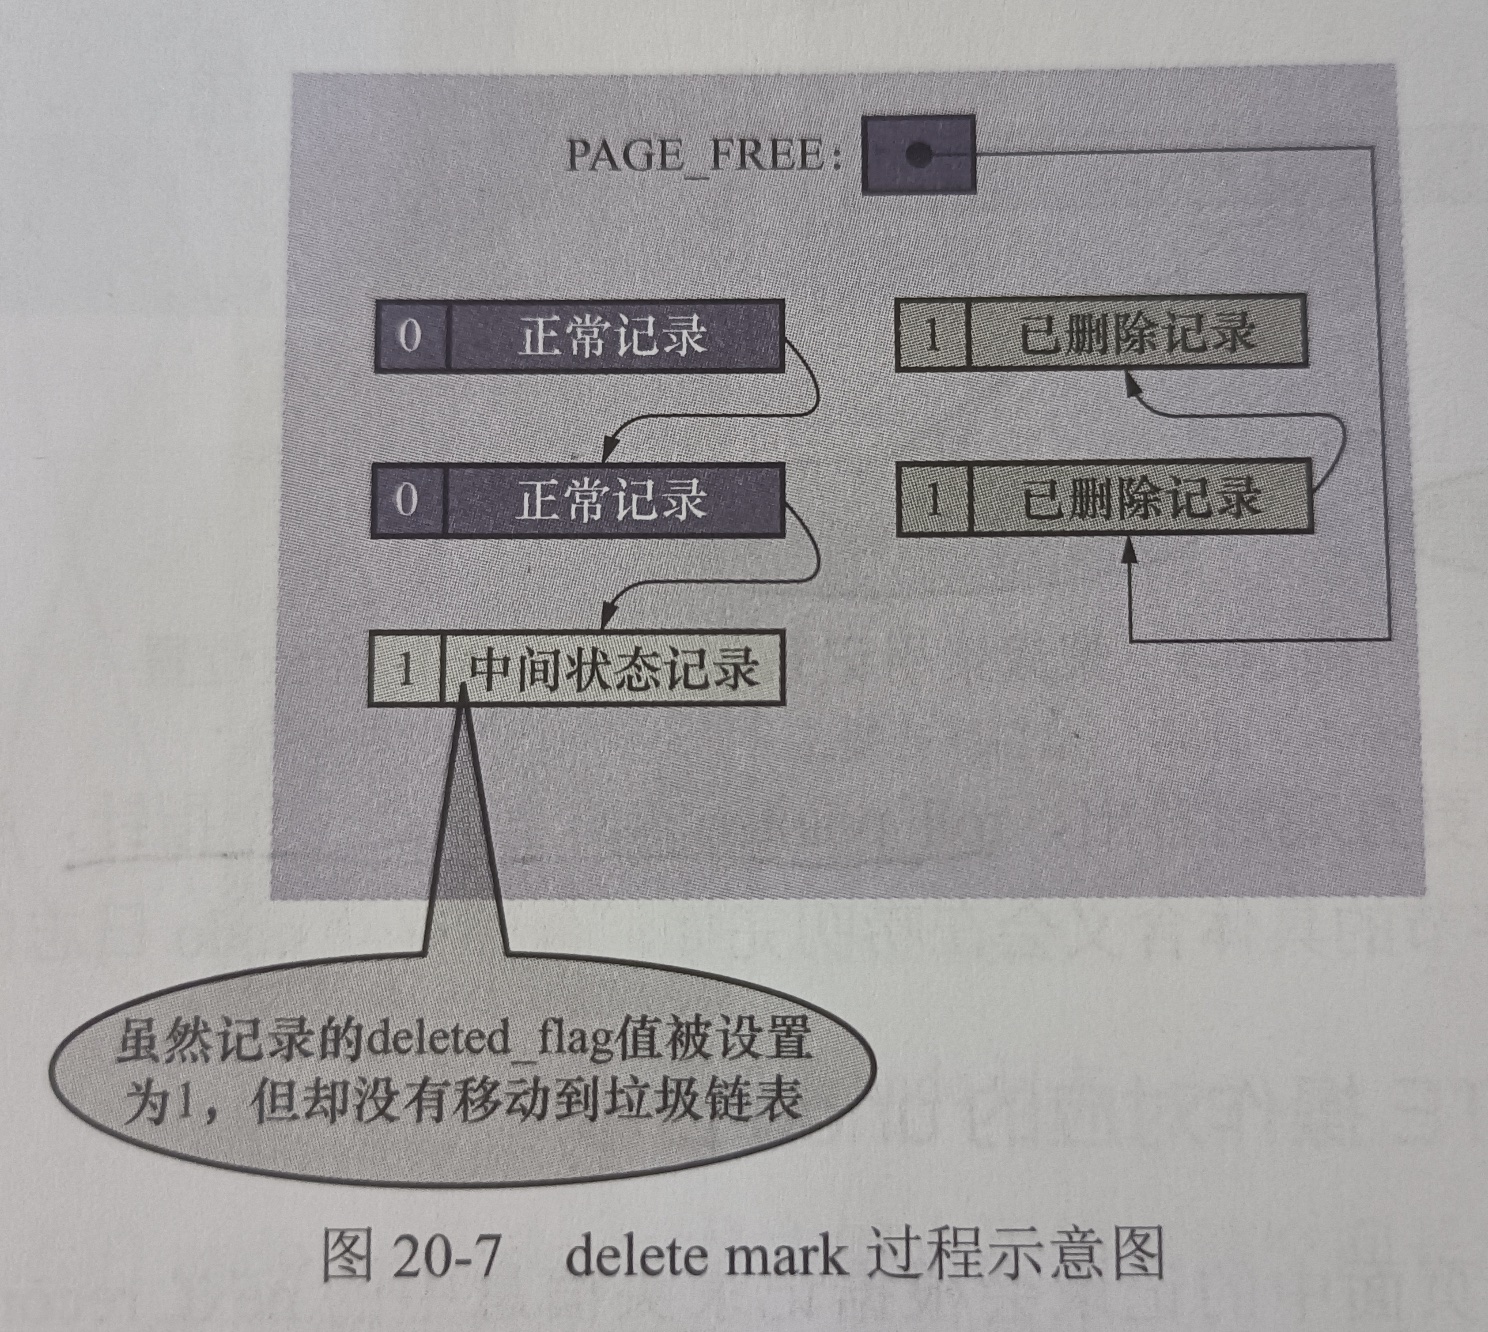 PAGE_FREE:
0 正常记录
1 已删除记录
0 正常记录
1 已删除记录
1 中间状态记录
虽然记录的deleted_flag值被设置
为1，但却没有移动到垃圾链表
图 20-7 delete mark 过程示意图